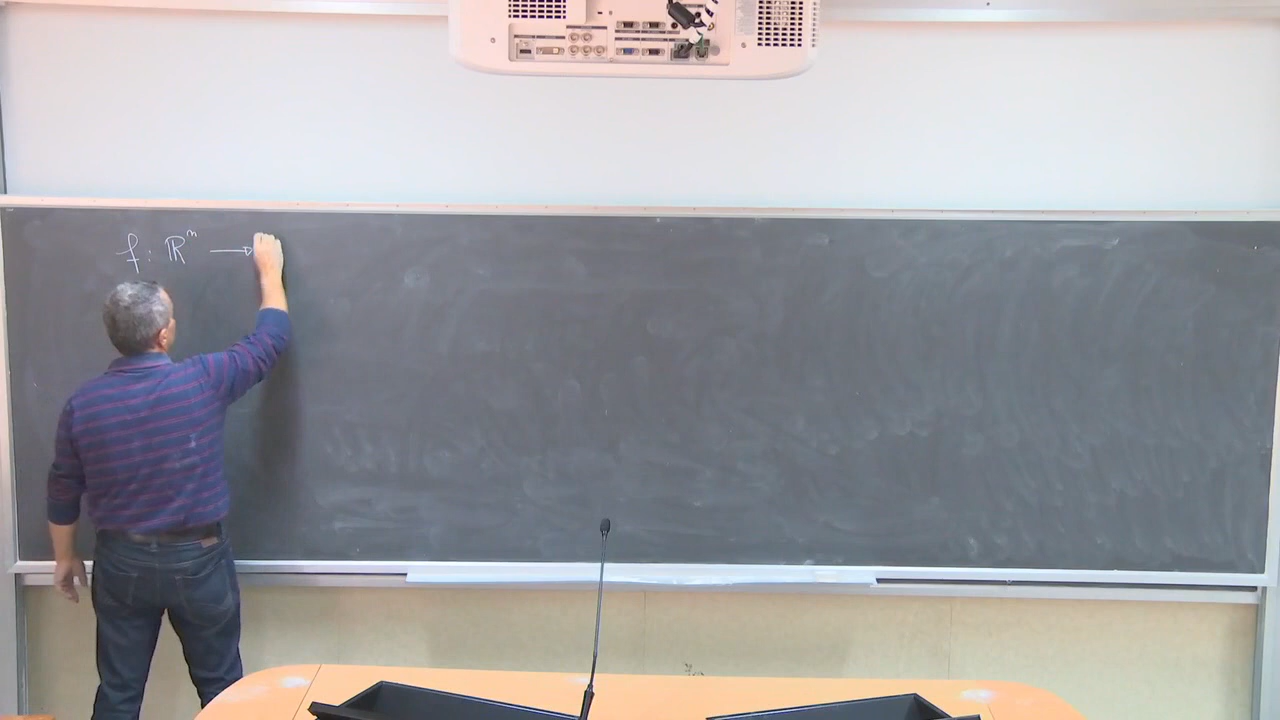 f: ℝⁿ →